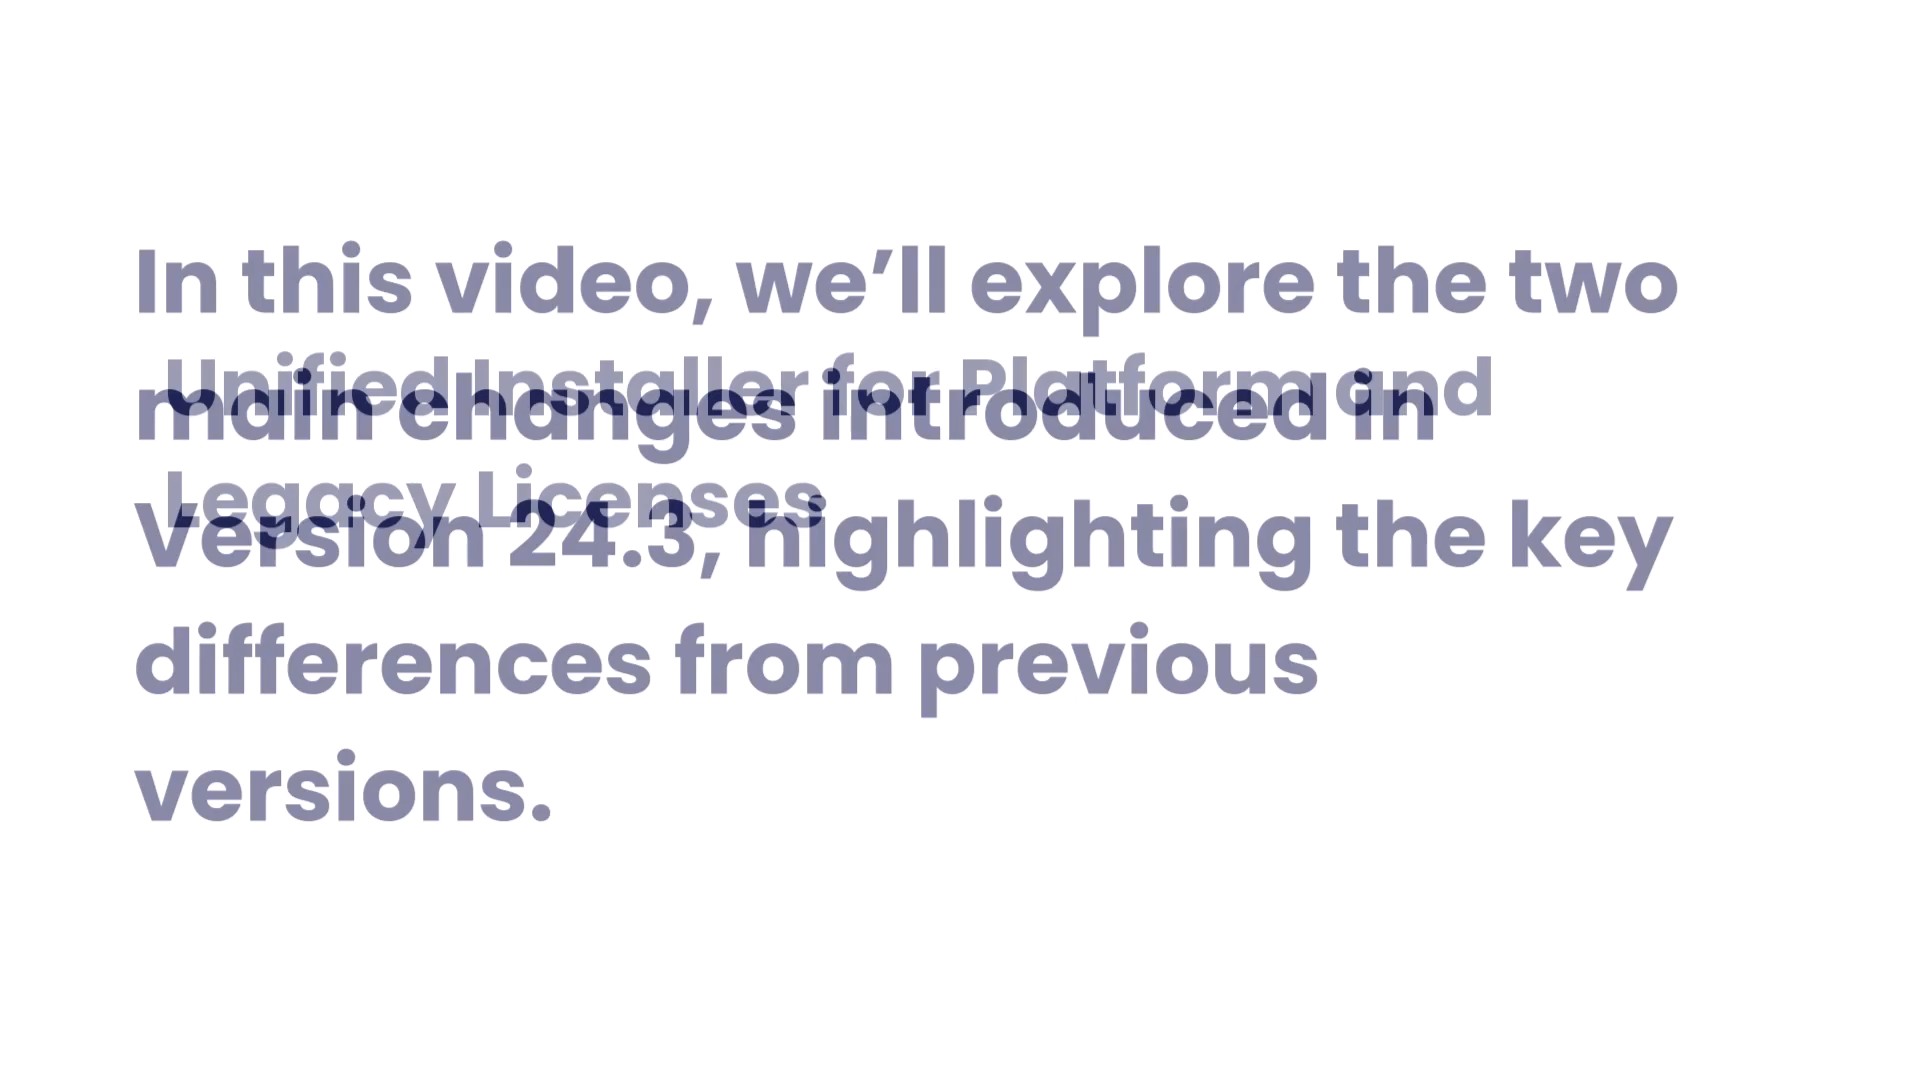 In this video, we’ll explore the two
Unified Installer for Platform and
main changes introduced in
Legacy Licenses
Version 24.3, highlighting the key
differences from previous
versions.